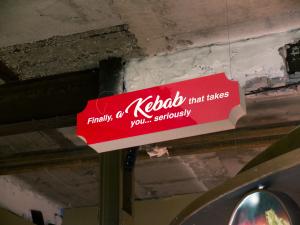 Finally, a Kebab that takes
you... seriously